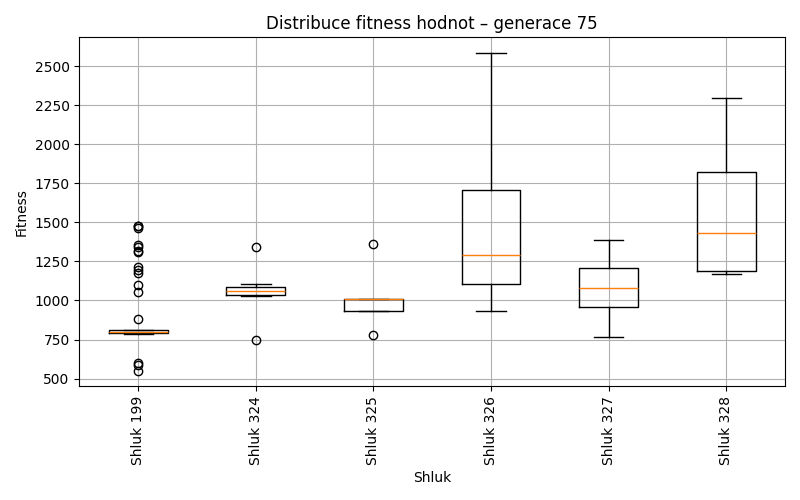 Distribuce fitness hodnot – generace 75
Fitness
2500
2250
2000
1750
1500
1250
1000
750
500
Shluk 199
Shluk 324
Shluk 325
Shluk 326
Shluk 327
Shluk 328
Shluk